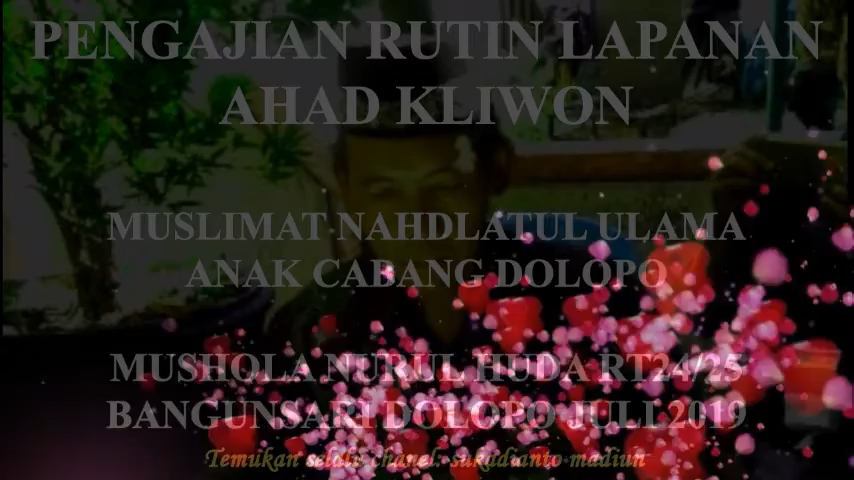 PENGAJIAN RUTIN LAPANAN
AHAD KLIWON
MUSLIMAT NAHDLATUL ULAMA
ANAK CABANG DOLOPO
MUSHOLA NURUL HUDA RT24/25
BANGUNSARI DOLOPO JULI 2019
Temukan selalu chanel: sukadianto madiun